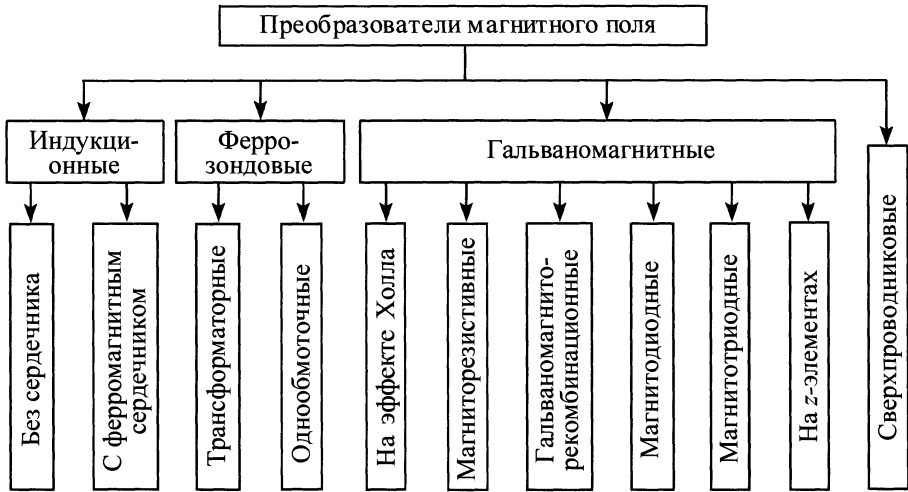 Преобразователи магнитного поля
Индукци-
онные
Ферро-
зондовые
Гальваномагнитные
Без сердечника
С ферромагнитным
сердечником
Трансформаторные
Однообмоточные
На эффекте Холла
Магниторезистивные
Гальваномагнито-
рекомбинационные
Магнитодиодные
Магнитотриодные
На z-элементах
Сверхпроводниковые